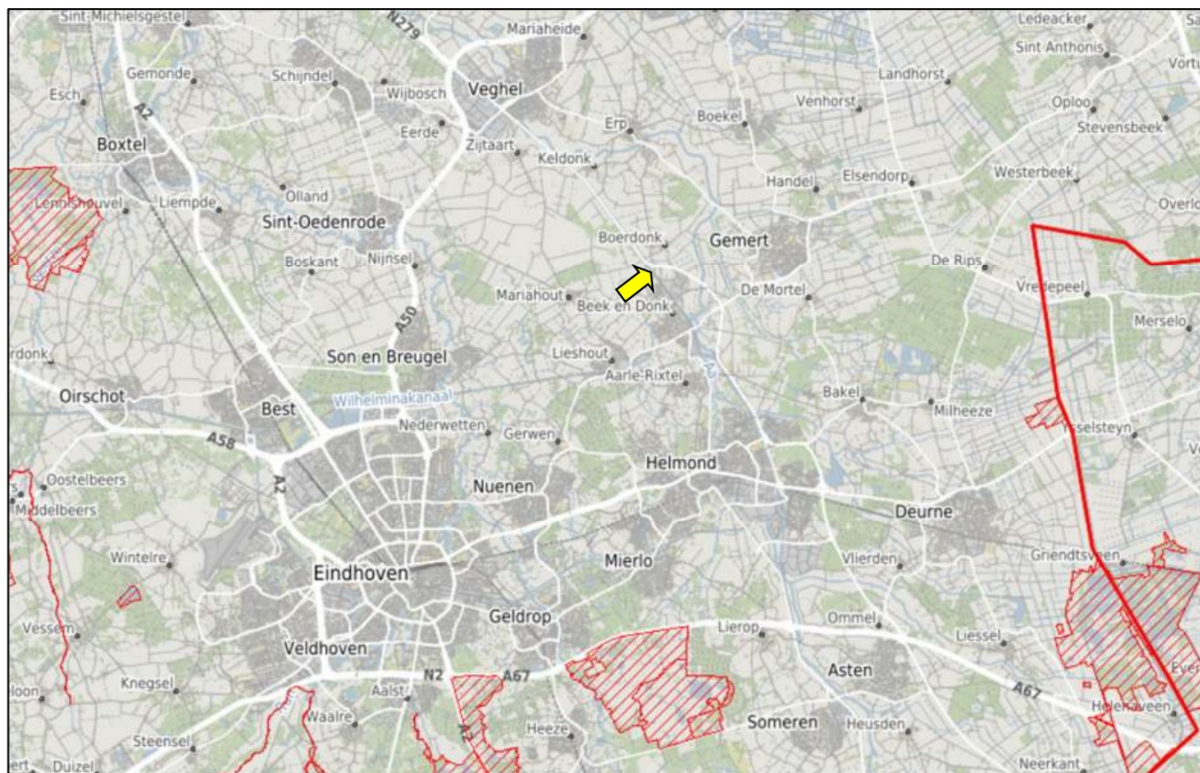 Sint-Michielsgestel
N279
Mariaheide
Ledeacker
Sint Anthonis
Gemonde
Schijndel
Wijbosch
Veghel
Landhorst
Esch
A2
Venhorst
Oploo
Boekel
Stevensbeek
Boxtel
Eerde
Erp
Zijtaart
Keldonk
Handel
Elsendorp
Westerbeek
Olland
Liempde
Sint-Oedenrode
Boerdonk
Gemert
Nijnsel
Boskant
De Rips
Mariahout
Beek en Donk
De Mortel
Vredepeel
A50
Merselo
Son en Breugel
Lieshout
Aarle-Rixtel
Oirschot
Best
Wilhelminakanaal
Bakel
Milheeze
Nederwetten
Gerwen
Ysselsteyn
A58
Helmond
A2
Oostelbeers
Nuenen
Middelbeers
Deurne
Wintelre
Eindhoven
Mierlo
Vlierden
Griendtsveen
Geldrop
Vessem
Ommel
Lierop
Liessel
Veldhoven
Asten
N2
A67
Knegsel
Aalst
A67
Helenaveen
Waalre
Heeze
Someren
Heusden
Steensel
Duizel
Neerkant